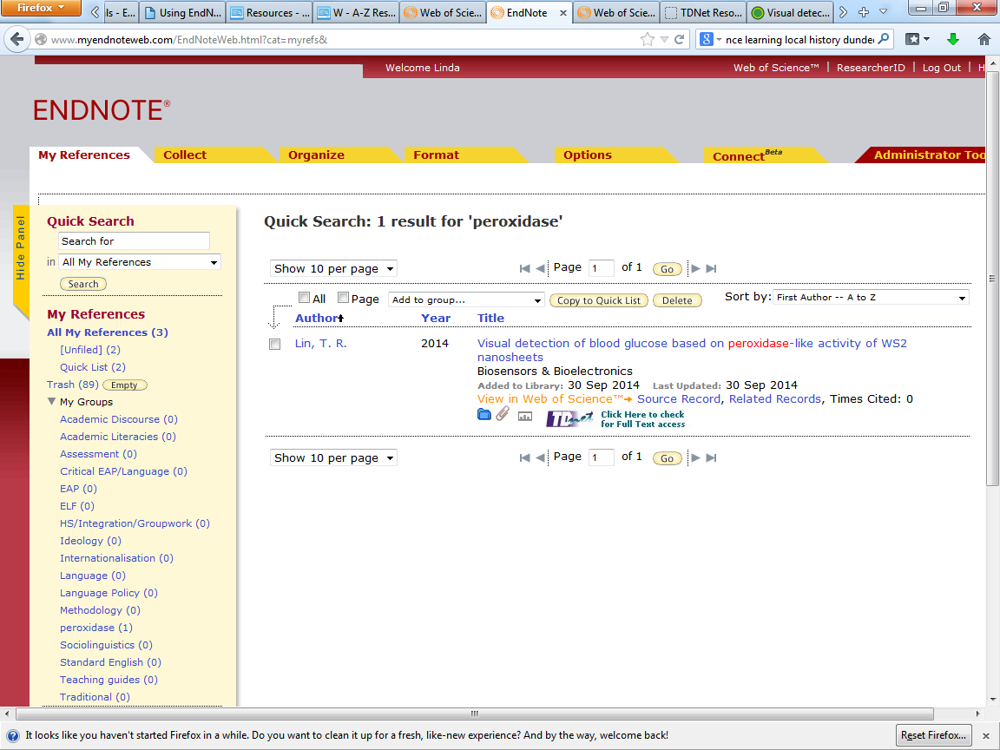 Firefox
ls - E...
Using EndN...
Resources - ...
W - A-Z Res...
Web of Scie...
EndNote
Web of Scie...
TDNet Reso...
Visual detec...
www.myendnoteweb.com/EndNoteWeb.html?cat=myrefs&
nce learning local history dunde
Welcome Linda
Web of Science™
ResearcherID
Log Out
H
ENDNOTE®
My References
Collect
Organize
Format
Options
Connect Beta
Administrator Too
Hide Panel
Quick Search
Search for
in All My References
Search
My References
All My References (3)
[Unfiled] (2)
Quick List (2)
Trash (89) Empty
My Groups
Academic Discourse (0)
Academic Literacies (0)
Assessment (0)
Critical EAP/Language (0)
EAP (0)
ELF (0)
HS/Integration/Groupwork (0)
Ideology (0)
Internationalisation (0)
Language (0)
Language Policy (0)
Methodology (0)
peroxidase (1)
Sociolinguistics (0)
Standard English (0)
Teaching guides (0)
Traditional (0)
Quick Search: 1 result for 'peroxidase'
Show 10 per page Page 1 of 1 Go
All Page Add to group... Copy to Quick List Delete Sort by: First Author -- A to Z
Author Year Title
Lin, T. R. 2014 Visual detection of blood glucose based on peroxidase-like activity of WS2
nanosheets
Biosensors & Bioelectronics
Added to Library: 30 Sep 2014 Last Updated: 30 Sep 2014
View in Web of Science™➔ Source Record, Related Records, Times Cited: 0
TDnet Click Here to check
for Full Text access
Show 10 per page Page 1 of 1 Go
It looks like you haven't started Firefox in a while. Do you want to clean it up for a fresh, like-new experience? And by the way, welcome back!
Reset Firefox...